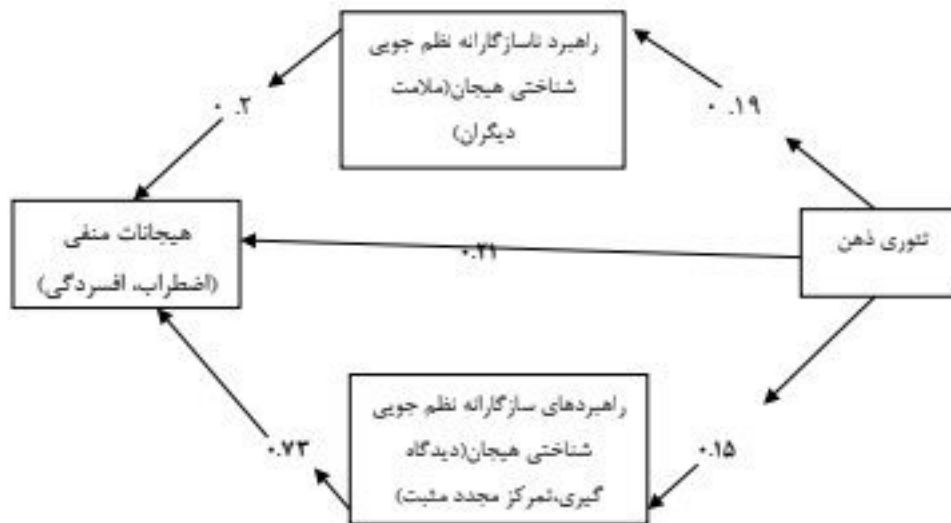 راهبرد ناسازگارانه نظم جویی
شناختی هیجان(ملامت
دیگران)
۰.۱۹
۰.۲
تئوری ذهن
هیجانات منفی
(اضطراب، افسردگی)
۰.۲۱
راهبردهای سازگارانه نظم جویی
شناختی هیجان(دیدگاه
گیری،تمرکز مجدد مثبت)
۰.۱۵
۰.۷۳